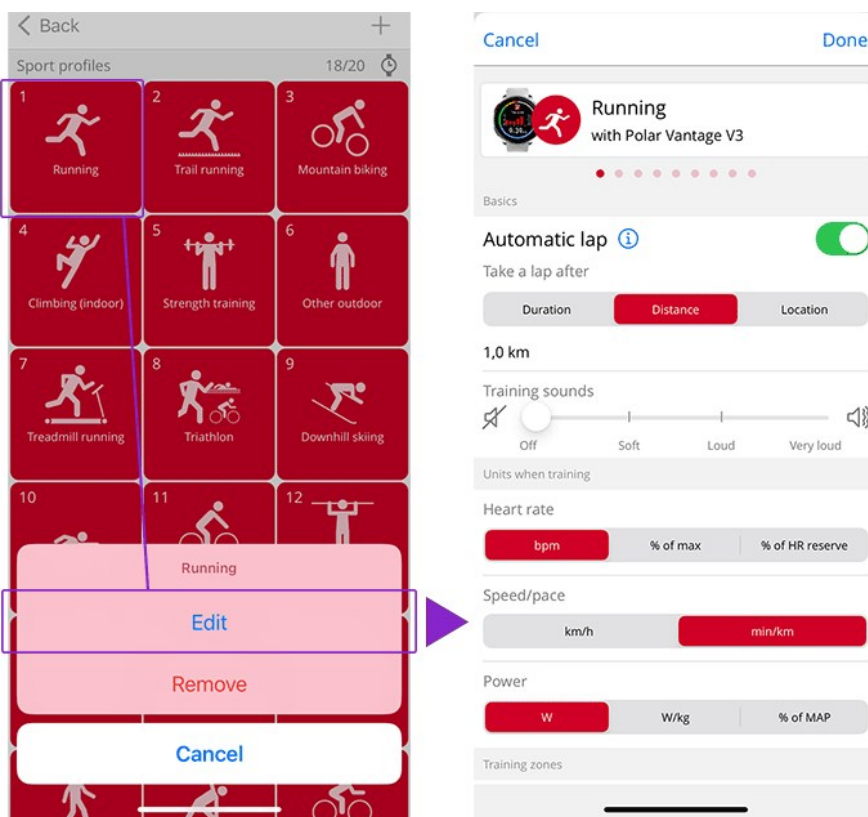 Back
Sport profiles 18/20
1 2 3
Running Trail running Mountain biking
4 5 6
Climbing (indoor) Strength training Other outdoor
7 8 9
Treadmill running Triathlon Downhill skiing
10 11 12
Running
Edit
Remove
Cancel
Cancel Done
Running
with Polar Vantage V3
Basics
Automatic lap
Take a lap after
Duration Distance Location
1,0 km
Training sounds
Off Soft Loud Very loud
Units when training
Heart rate
bpm % of max % of HR reserve
Speed/pace
km/h min/km
Power
W W/kg % of MAP
Training zones